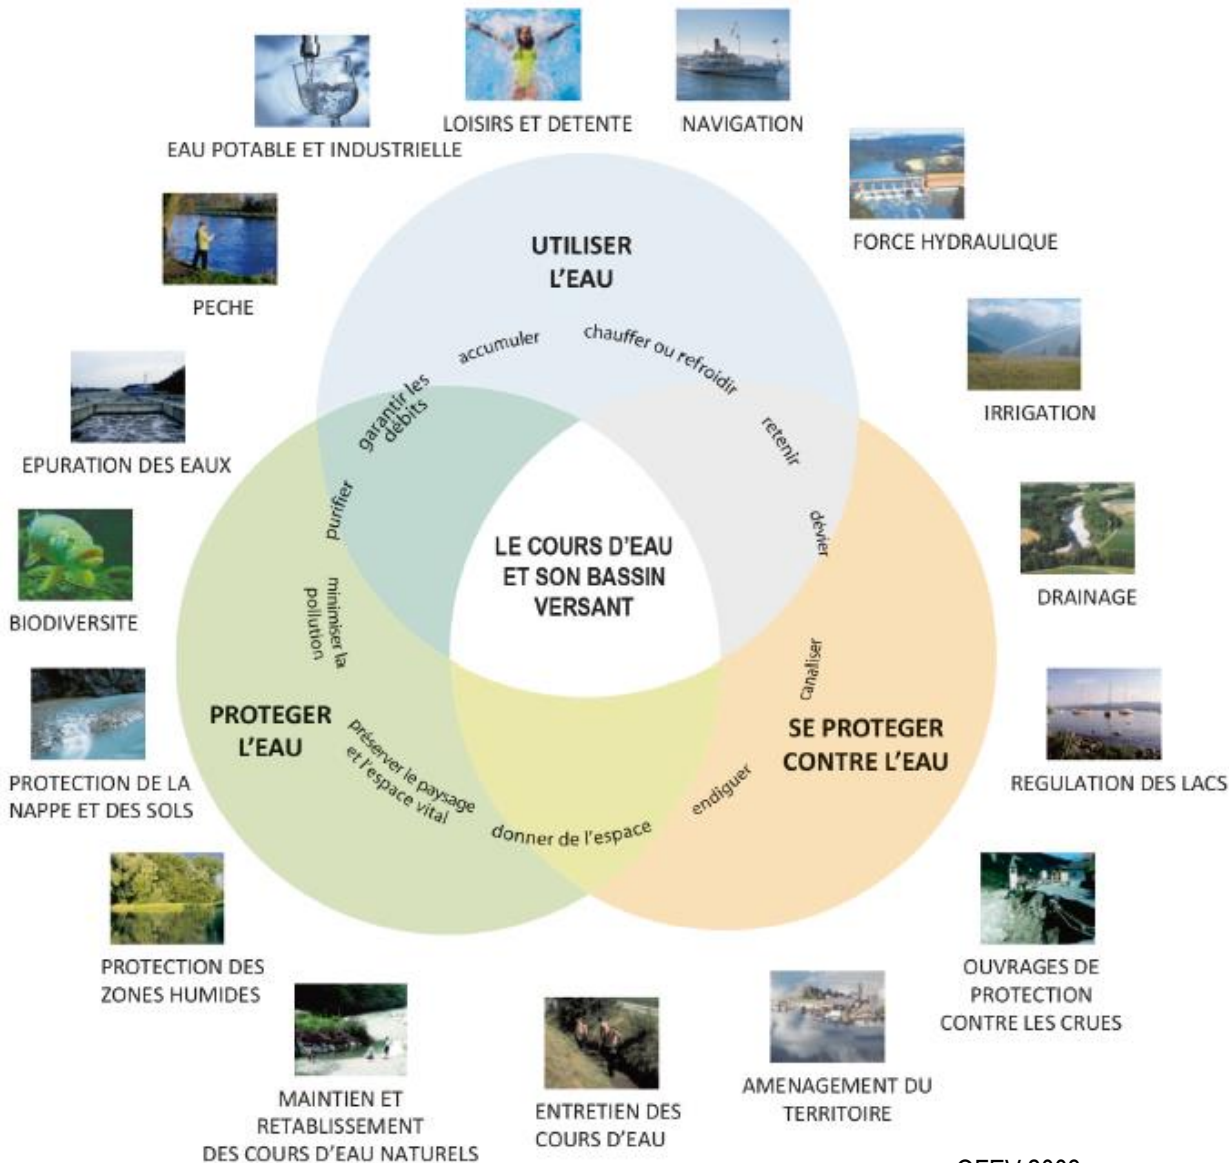 LOISIRS ET DETENTE
NAVIGATION
EAU POTABLE ET INDUSTRIELLE
FORCE HYDRAULIQUE
PECHE
IRRIGATION
EPURATION DES EAUX
DRAINAGE
BIODIVERSITE
REGULATION DES LACS
PROTECTION DE LA
NAPPE ET DES SOLS
OUVRAGES DE
PROTECTION
CONTRE LES CRUES
PROTECTION DES
ZONES HUMIDES
AMENAGEMENT DU
TERRITOIRE
MAINTIEN ET
RETABLISSEMENT
DES COURS D'EAU NATURELS
ENTRETIEN DES
COURS D'EAU
UTILISER
L'EAU
accumuler
chauffer ou refroidir
garantir les
débits
retenir
purifier
dévier
LE COURS D'EAU
ET SON BASSIN
VERSANT
minimiser la
pollution
canaliser
PROTEGER
L'EAU
SE PROTEGER
CONTRE L'EAU
préserver le paysage
et l'espace vital
endiguer
donner de l'espace